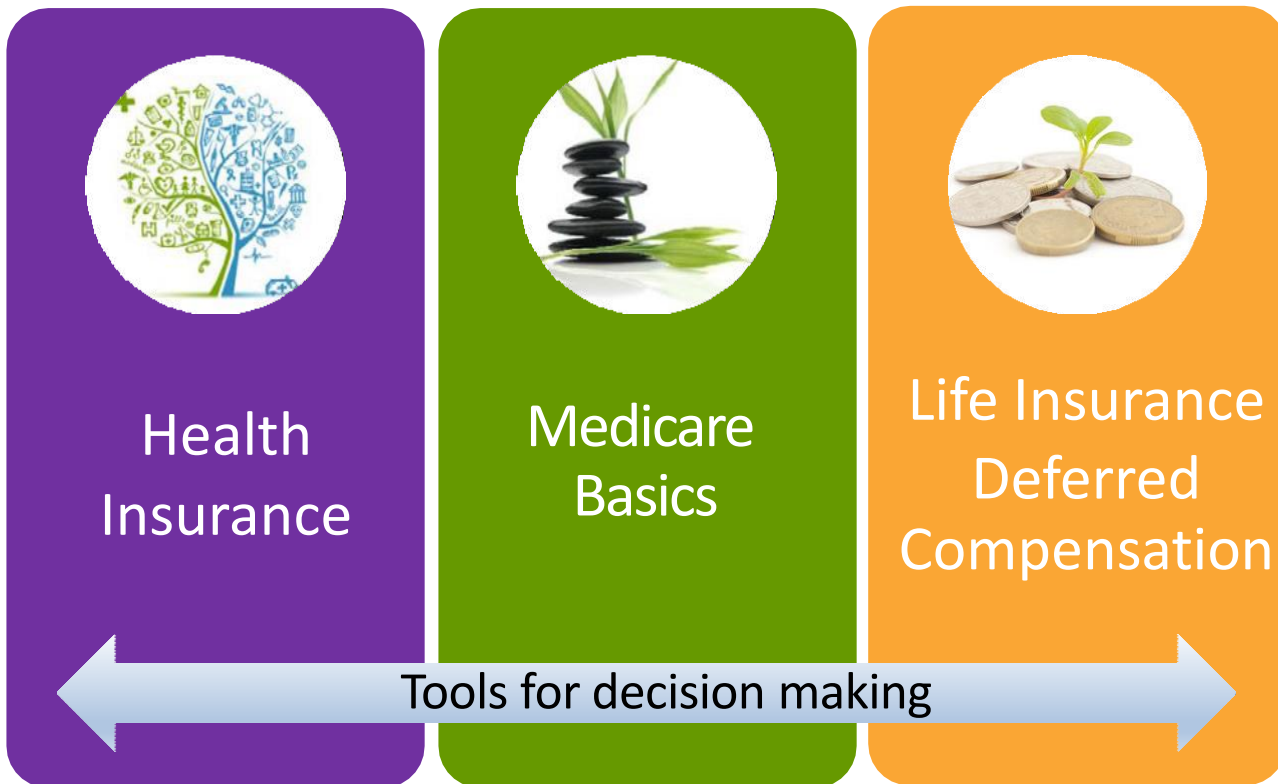 Health
Insurance
Medicare
Basics
Life Insurance
Deferred
Compensation
Tools for decision making